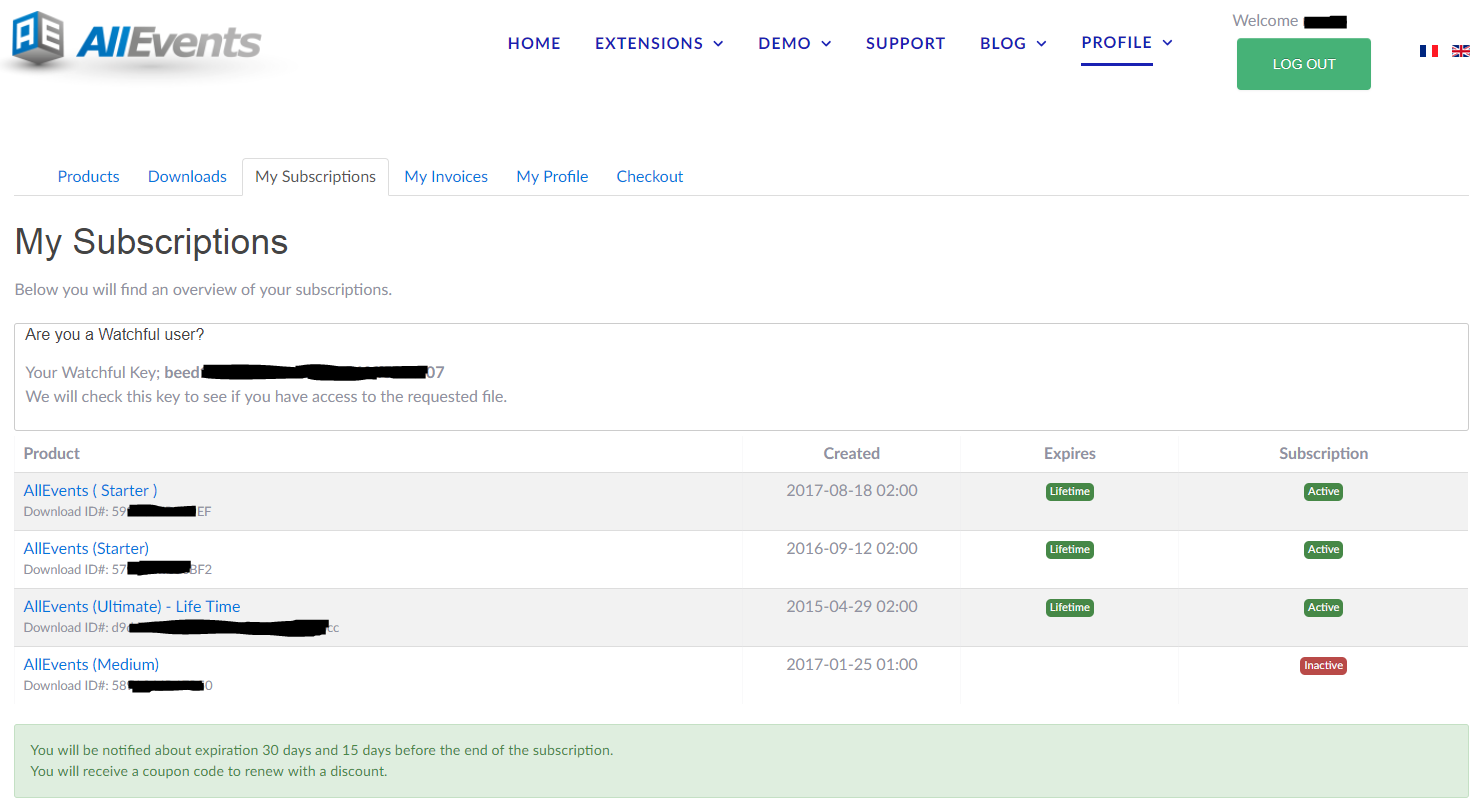 AllEvents
HOME EXTENSIONS DEMO SUPPORT BLOG PROFILE
Welcome
LOG OUT
Products Downloads My Subscriptions My Invoices My Profile Checkout
My Subscriptions
Below you will find an overview of your subscriptions.
Are you a Watchful user?
Your Watchful Key; beed 07
We will check this key to see if you have access to the requested file.
Product Created Expires Subscription
AllEvents ( Starter ) 2017-08-18 02:00 Lifetime Active
Download ID#: 59 EF
AllEvents (Starter) 2016-09-12 02:00 Lifetime Active
Download ID#: 57 BF2
AllEvents (Ultimate) - Life Time 2015-04-29 02:00 Lifetime Active
Download ID#: d9 cc
AllEvents (Medium) 2017-01-25 01:00 Inactive
Download ID#: 58 0
You will be notified about expiration 30 days and 15 days before the end of the subscription.
You will receive a coupon code to renew with a discount.